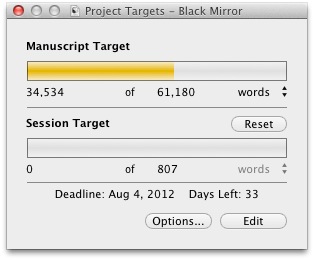 Project Targets - Black Mirror
Manuscript Target
34,534 of 61,180 words
Session Target Reset
0 of 807 words
Deadline: Aug 4, 2012 Days Left: 33
Options... Edit